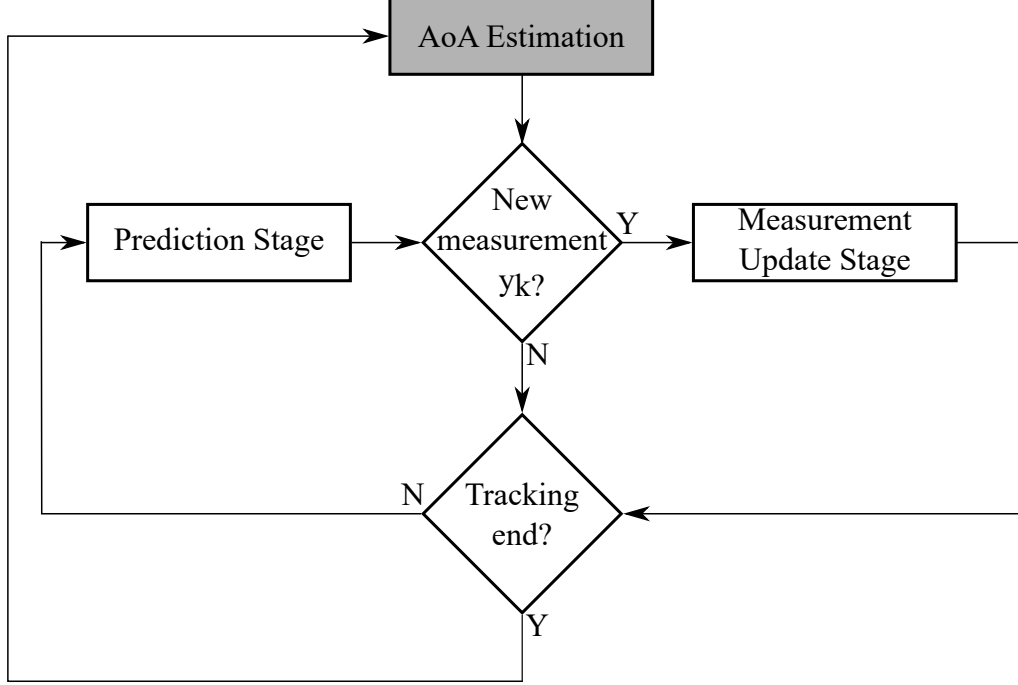 AoA Estimation
New
measurement
yk?
Y
Prediction Stage
Measurement
Update Stage
N
N
Tracking
end?
Y